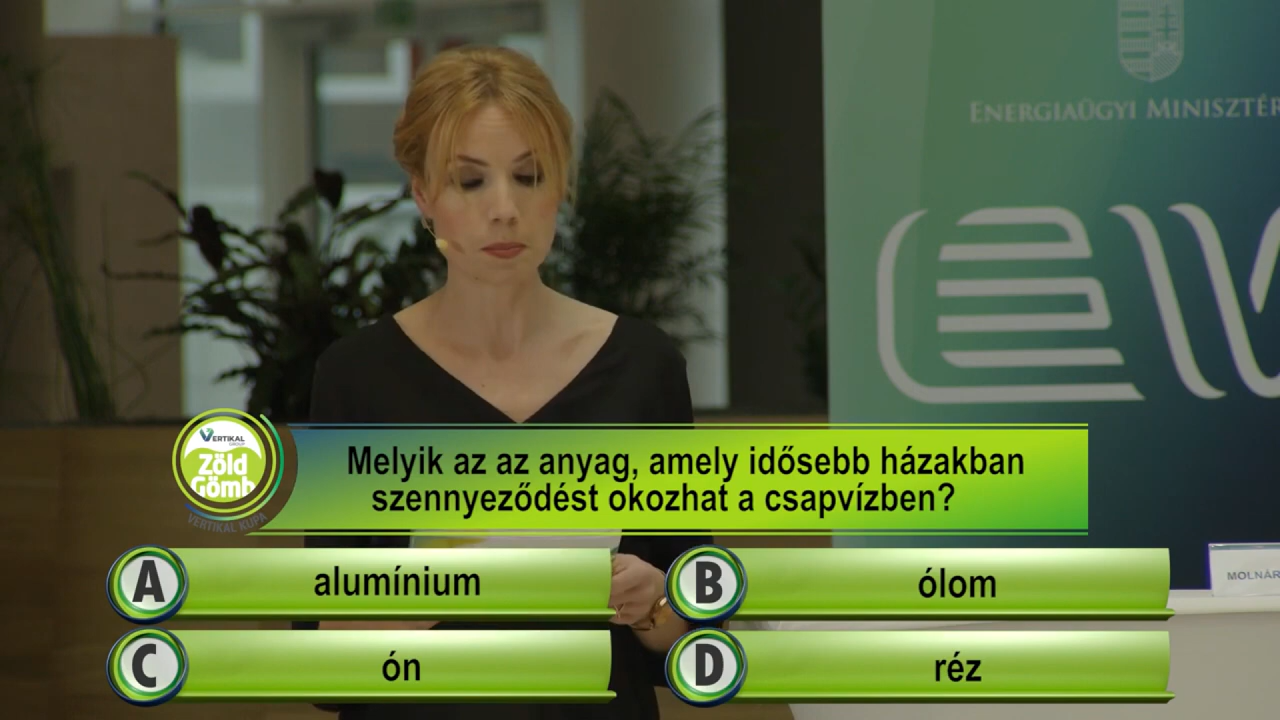 ENERGIAÜGYI MINISZTÉR
VERTIKAL
GROUP
Zöld
Gömb
VERTIKAL KUPA
Melyik az az anyag, amely idősebb házakban
szennyeződést okozhat a csapvízben?
A alumínium
B ólom
C ón
D réz
MOLNÁR